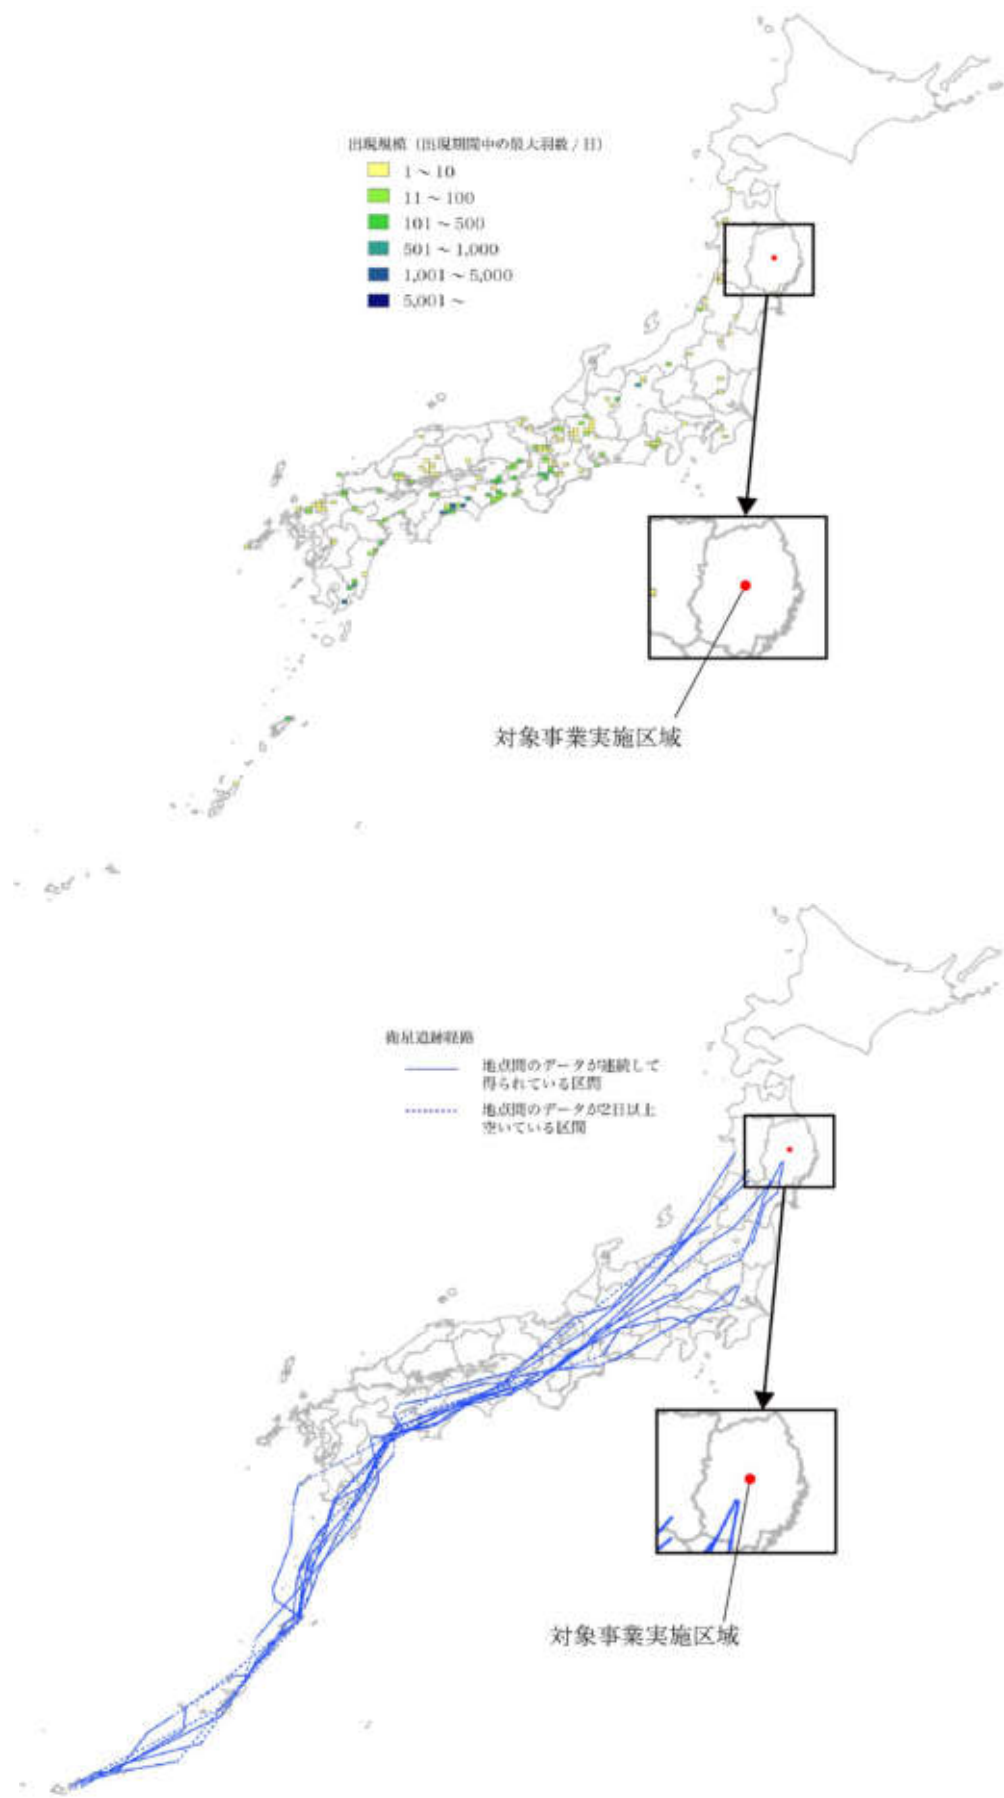 出現規模（出現期間中の最大羽数 / 日）
1 ～ 10
11 ～ 100
101 ～ 500
501 ～ 1,000
1,001 ～ 5,000
5,001 ～
対象事業実施区域
衛星追跡経路
地点間のデータが連続して
得られている区間
地点間のデータが2日以上
空いている区間
対象事業実施区域